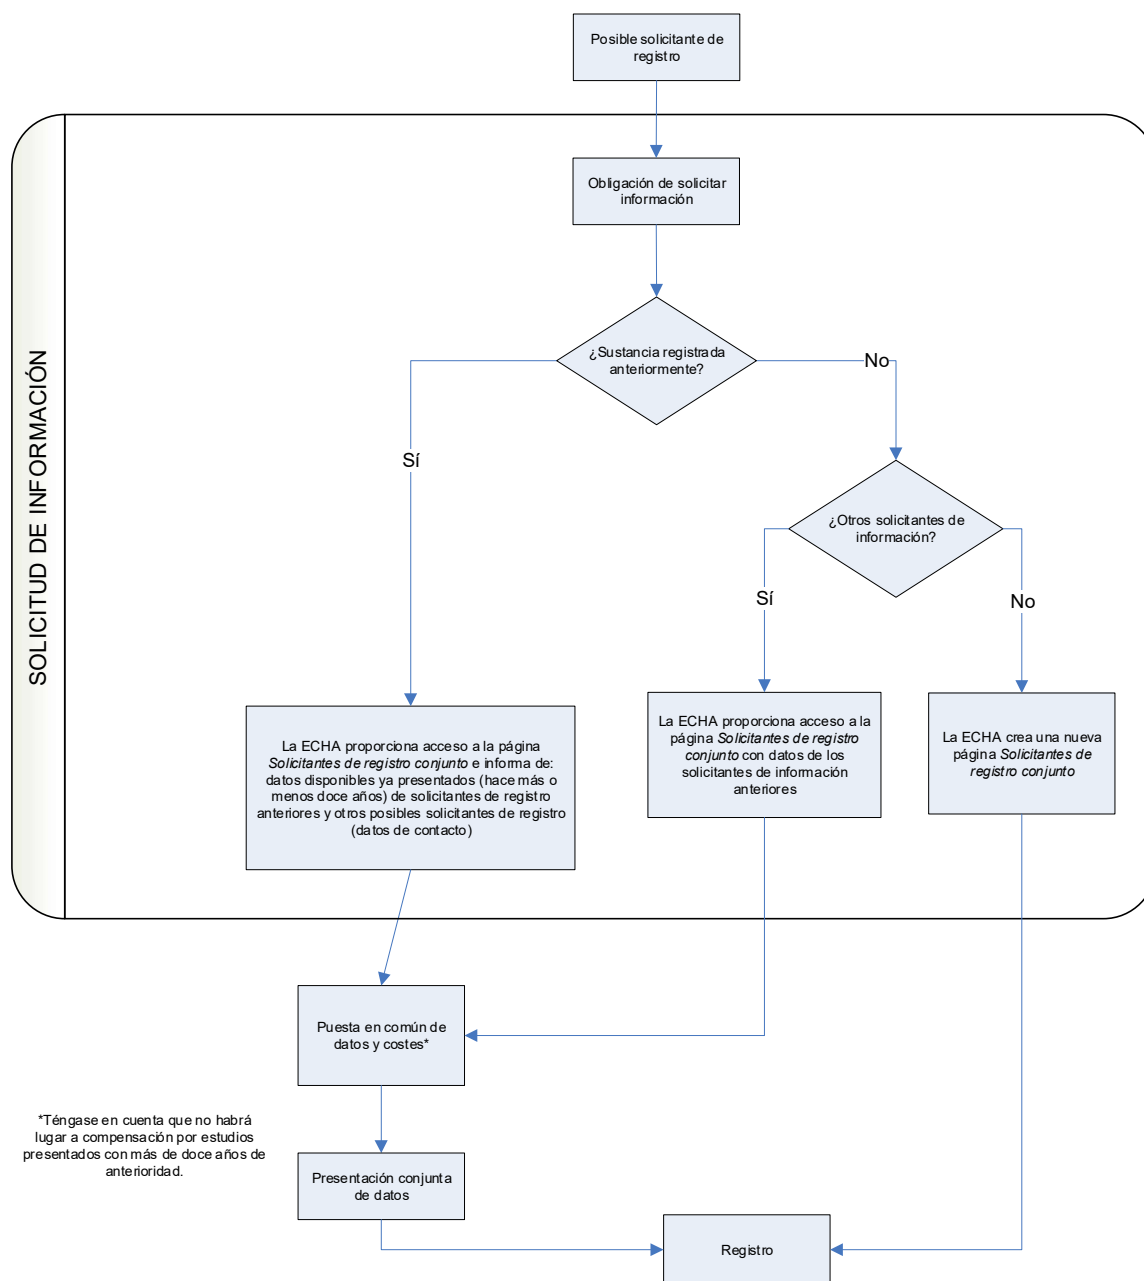 Posible solicitante de
registro
SOLICITUD DE INFORMACIÓN
Obligación de solicitar
información
¿Sustancia registrada
anteriormente?
No
Sí
¿Otros solicitantes de
información?
Sí
No
La ECHA proporciona acceso a la página
Solicitantes de registro conjunto e informa de:
datos disponibles ya presentados (hace más o
menos doce años) de solicitantes de registro
anteriores y otros posibles solicitantes de registro
(datos de contacto)
La ECHA proporciona acceso a la
página Solicitantes de registro
conjunto con datos de los
solicitantes de información
anteriores
La ECHA crea una nueva
página Solicitantes de
registro conjunto
Puesta en común de
datos y costes*
*Téngase en cuenta que no habrá
lugar a compensación por estudios
presentados con más de doce años de
anterioridad.
Presentación conjunta
de datos
Registro